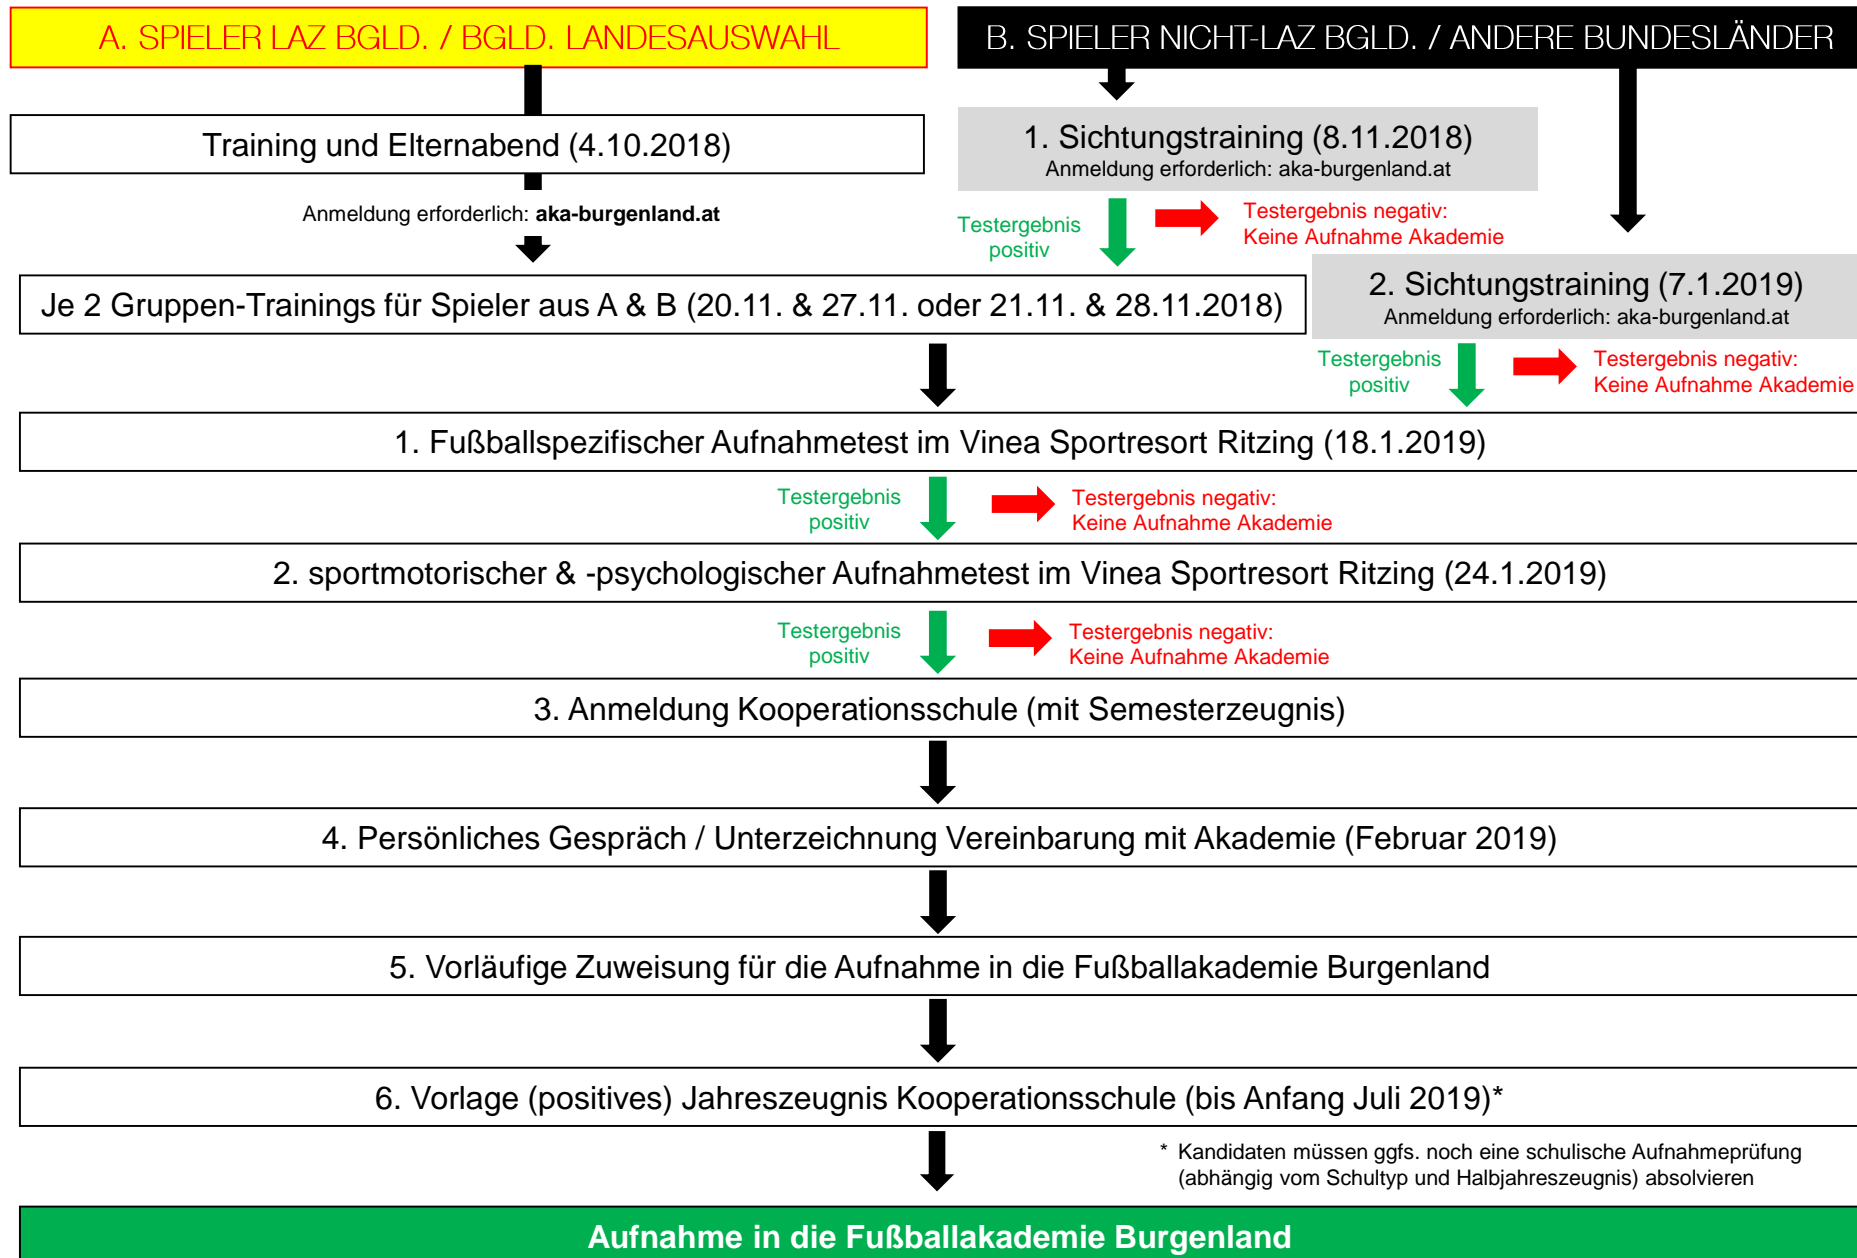 A. SPIELER LAZ BGLD. / BGLD. LANDESAUSWAHL
B. SPIELER NICHT-LAZ BGLD. / ANDERE BUNDESLÄNDER
Training und Elternabend (4.10.2018)
Anmeldung erforderlich: aka-burgenland.at
1. Sichtungstraining (8.11.2018)
Anmeldung erforderlich: aka-burgenland.at
Testergebnis
positiv
Testergebnis negativ:
Keine Aufnahme Akademie
Je 2 Gruppen-Trainings für Spieler aus A & B (20.11. & 27.11. oder 21.11. & 28.11.2018)
2. Sichtungstraining (7.1.2019)
Anmeldung erforderlich: aka-burgenland.at
Testergebnis
positiv
Testergebnis negativ:
Keine Aufnahme Akademie
1. Fußballspezifischer Aufnahmetest im Vinea Sportresort Ritzing (18.1.2019)
Testergebnis
positiv
Testergebnis negativ:
Keine Aufnahme Akademie
2. sportmotorischer & -psychologischer Aufnahmetest im Vinea Sportresort Ritzing (24.1.2019)
Testergebnis
positiv
Testergebnis negativ:
Keine Aufnahme Akademie
3. Anmeldung Kooperationsschule (mit Semesterzeugnis)
4. Persönliches Gespräch / Unterzeichnung Vereinbarung mit Akademie (Februar 2019)
5. Vorläufige Zuweisung für die Aufnahme in die Fußballakademie Burgenland
6. Vorlage (positives) Jahreszeugnis Kooperationsschule (bis Anfang Juli 2019)*
* Kandidaten müssen ggfs. noch eine schulische Aufnahmeprüfung
(abhängig vom Schultyp und Halbjahreszeugnis) absolvieren
Aufnahme in die Fußballakademie Burgenland